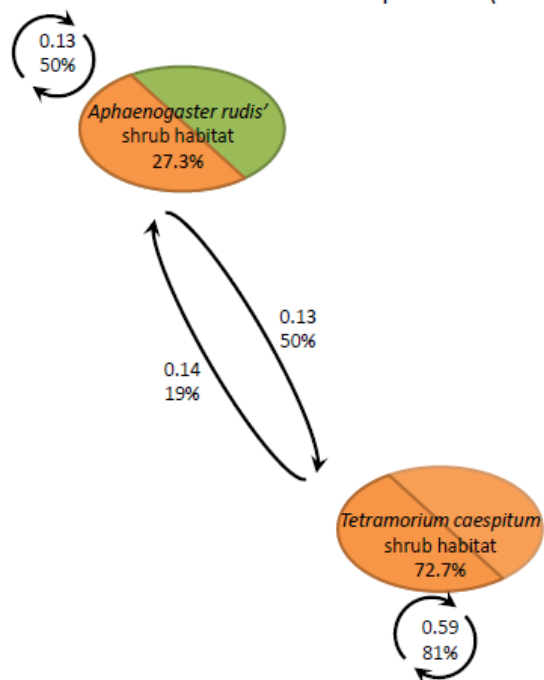 0.13
50%
Aphaenogaster rudis'
shrub habitat
27.3%
0.13
50%
0.14
19%
Tetramorium caespitum
shrub habitat
72.7%
0.59
81%